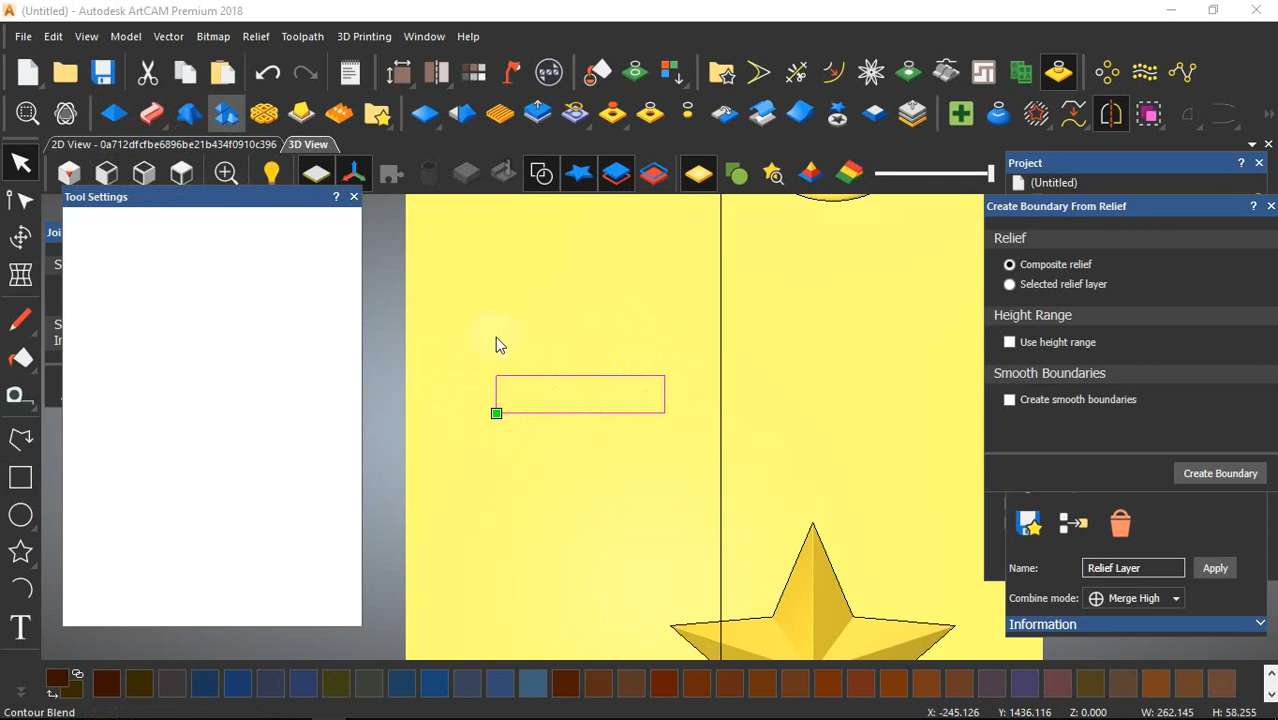 (Untitled) - Autodesk ArtCAM Premium 2018
File Edit View Model Vector Bitmap Relief Toolpath 3D Printing Window Help
2D View - 0a712dfcfbe6896be21b434f0910c396 3D View
Project
(Untitled)
Tool Settings
Create Boundary From Relief
Joi
Relief
S
Composite relief
Selected relief layer
Height Range
S
In
Use height range
Smooth Boundaries
Create smooth boundaries
Create Boundary
Name: Relief Layer Apply
Combine mode: Merge High
Information
T
Contour Blend
X: -245.126 Y: 1436.116 Z: 0.000 W: 262.145 H: 58.255